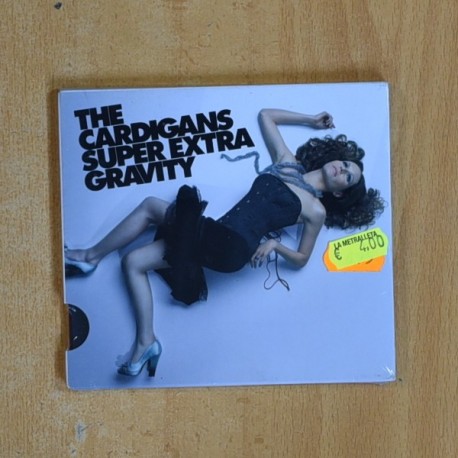 THE
CARDIGANS
SUPER EXTRA
GRAVITY
LA METRALLETA
€ 4,00